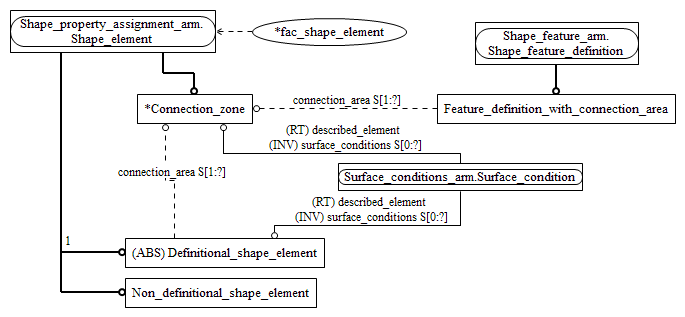 Shape_property_assignment_arm.
Shape_element
*fac_shape_element
Shape_feature_arm.
Shape_feature_definition
*Connection_zone
connection_area S[1:?]
Feature_definition_with_connection_area
(RT) described_element
(INV) surface_conditions S[0:?]
connection_area S[1:?]
Surface_conditions_arm.Surface_condition
(RT) described_element
(INV) surface_conditions S[0:?]
1
(ABS) Definitional_shape_element
Non_definitional_shape_element